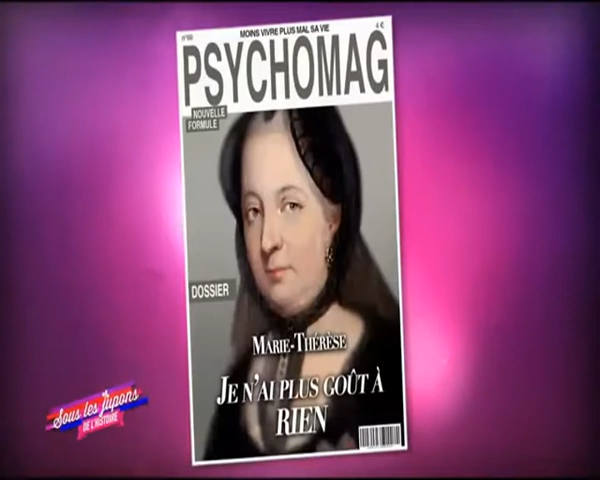 MOINS VIVRE PLUS MAL SA VIE
4 €
PSYCHOMAG
NOUVELLE
FORMULE
DOSSIER
MARIE-THÉRÈSE
JE N'AI PLUS GOÛT À
RIEN
Sous les Jupons
DE L'HISTOIRE